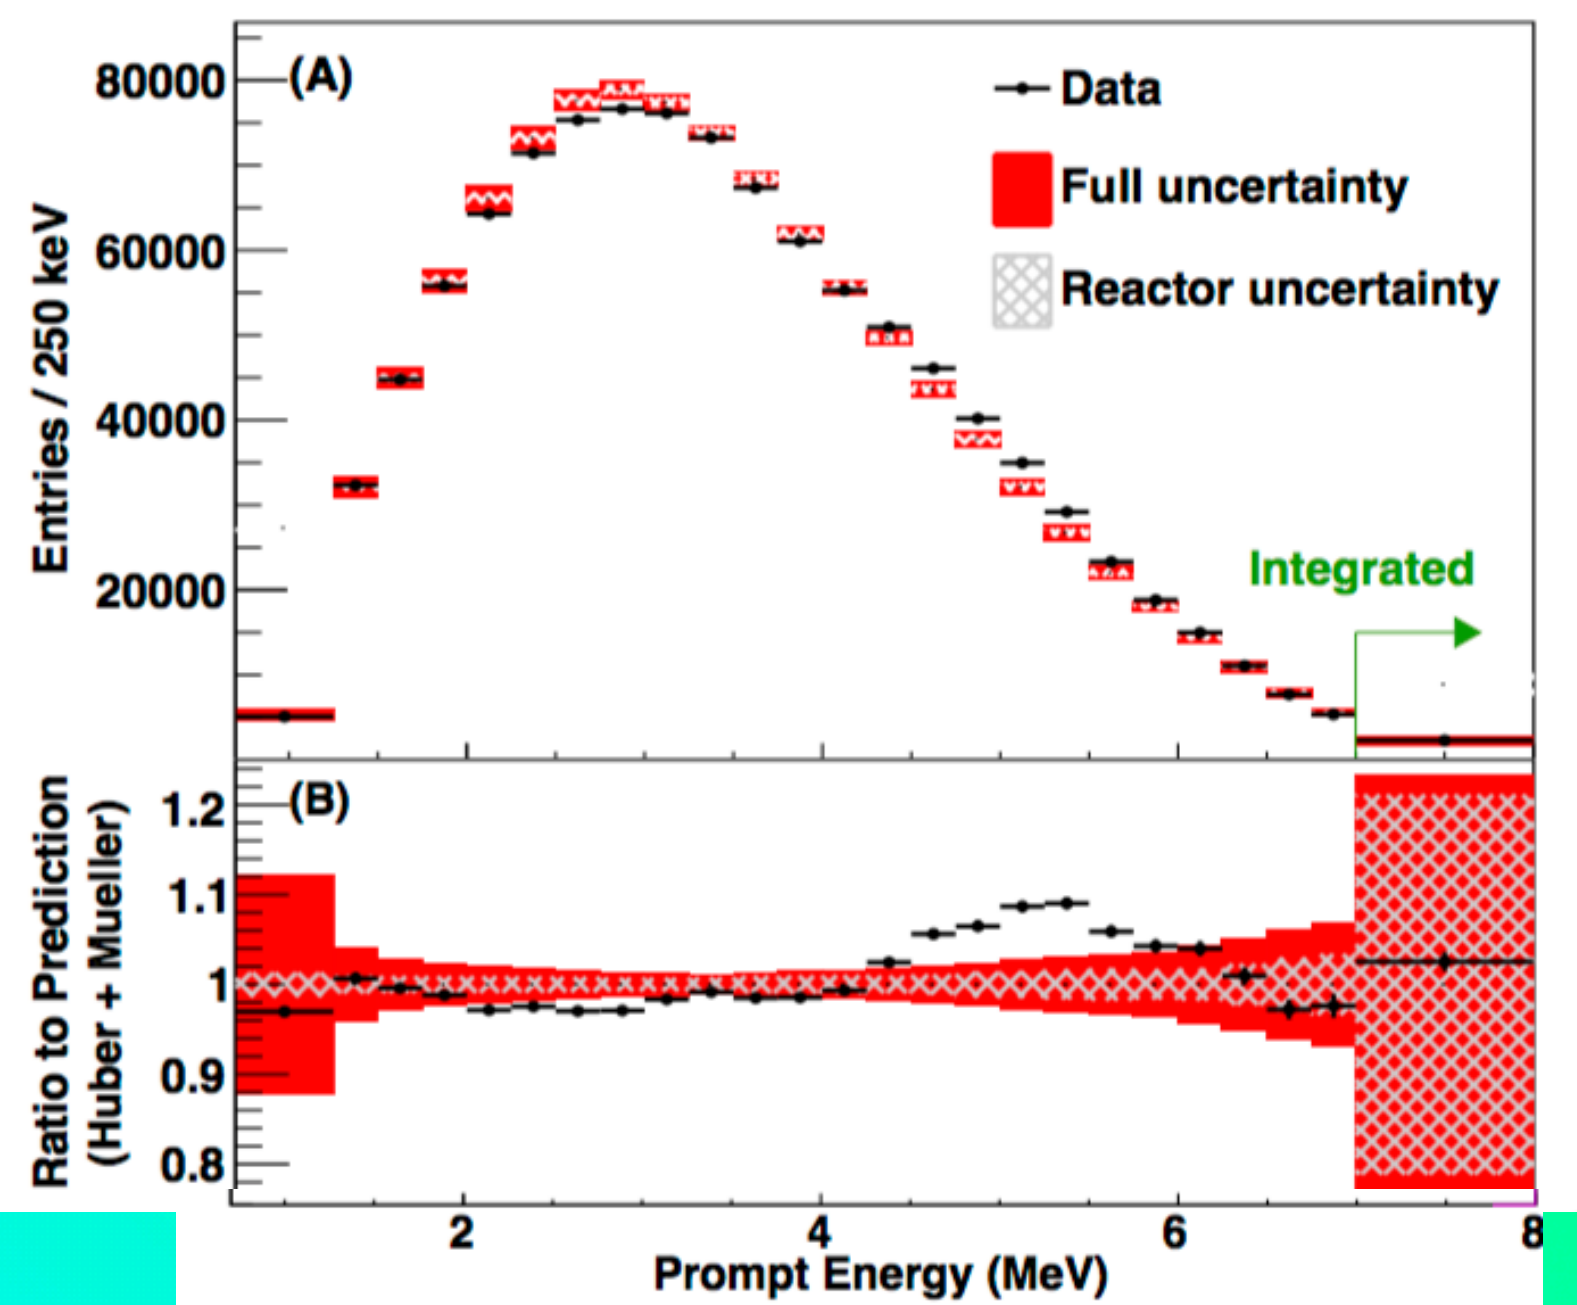 (A)
80000
60000
40000
20000
Entries / 250 keV
Data
Full uncertainty
Reactor uncertainty
Integrated
(B)
1.2
1.1
1
0.9
0.8
Ratio to Prediction
(Huber + Mueller)
2 4 6 8
Prompt Energy (MeV)